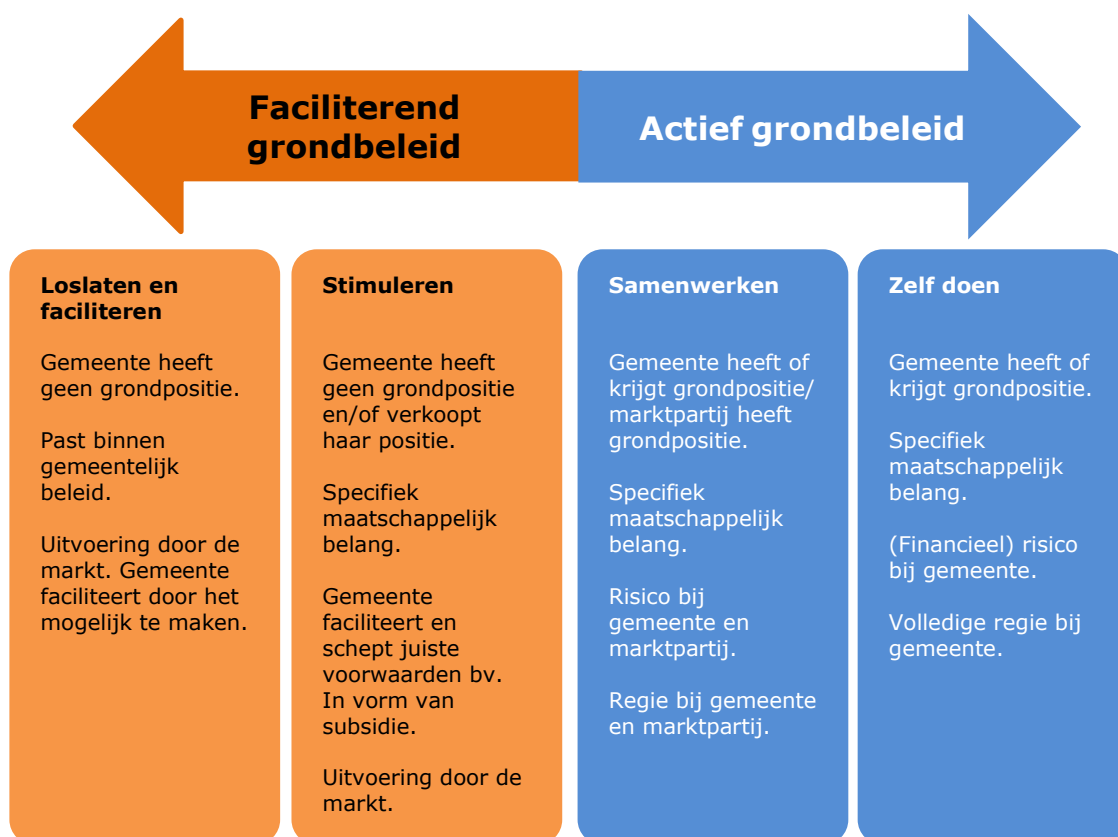 Faciliterend
grondbeleid
Actief grondbeleid
Loslaten en
faciliteren
Gemeente heeft
geen grondpositie.
Past binnen
gemeentelijk
beleid.
Uitvoering door de
markt. Gemeente
faciliteert door het
mogelijk te maken.
Stimuleren
Gemeente heeft
geen grondpositie
en/of verkoopt
haar positie.
Specifiek
maatschappelijk
belang.
Gemeente
faciliteert en
schept juiste
voorwaarden bv.
In vorm van
subsidie.
Uitvoering door de
markt.
Samenwerken
Gemeente heeft of
krijgt grondpositie/
marktpartij heeft
grondpositie.
Specifiek
maatschappelijk
belang.
Risico bij
gemeente en
marktpartij.
Regie bij gemeente
en marktpartij.
Zelf doen
Gemeente heeft of
krijgt grondpositie.
Specifiek
maatschappelijk
belang.
(Financieel) risico
bij gemeente.
Volledige regie bij
gemeente.